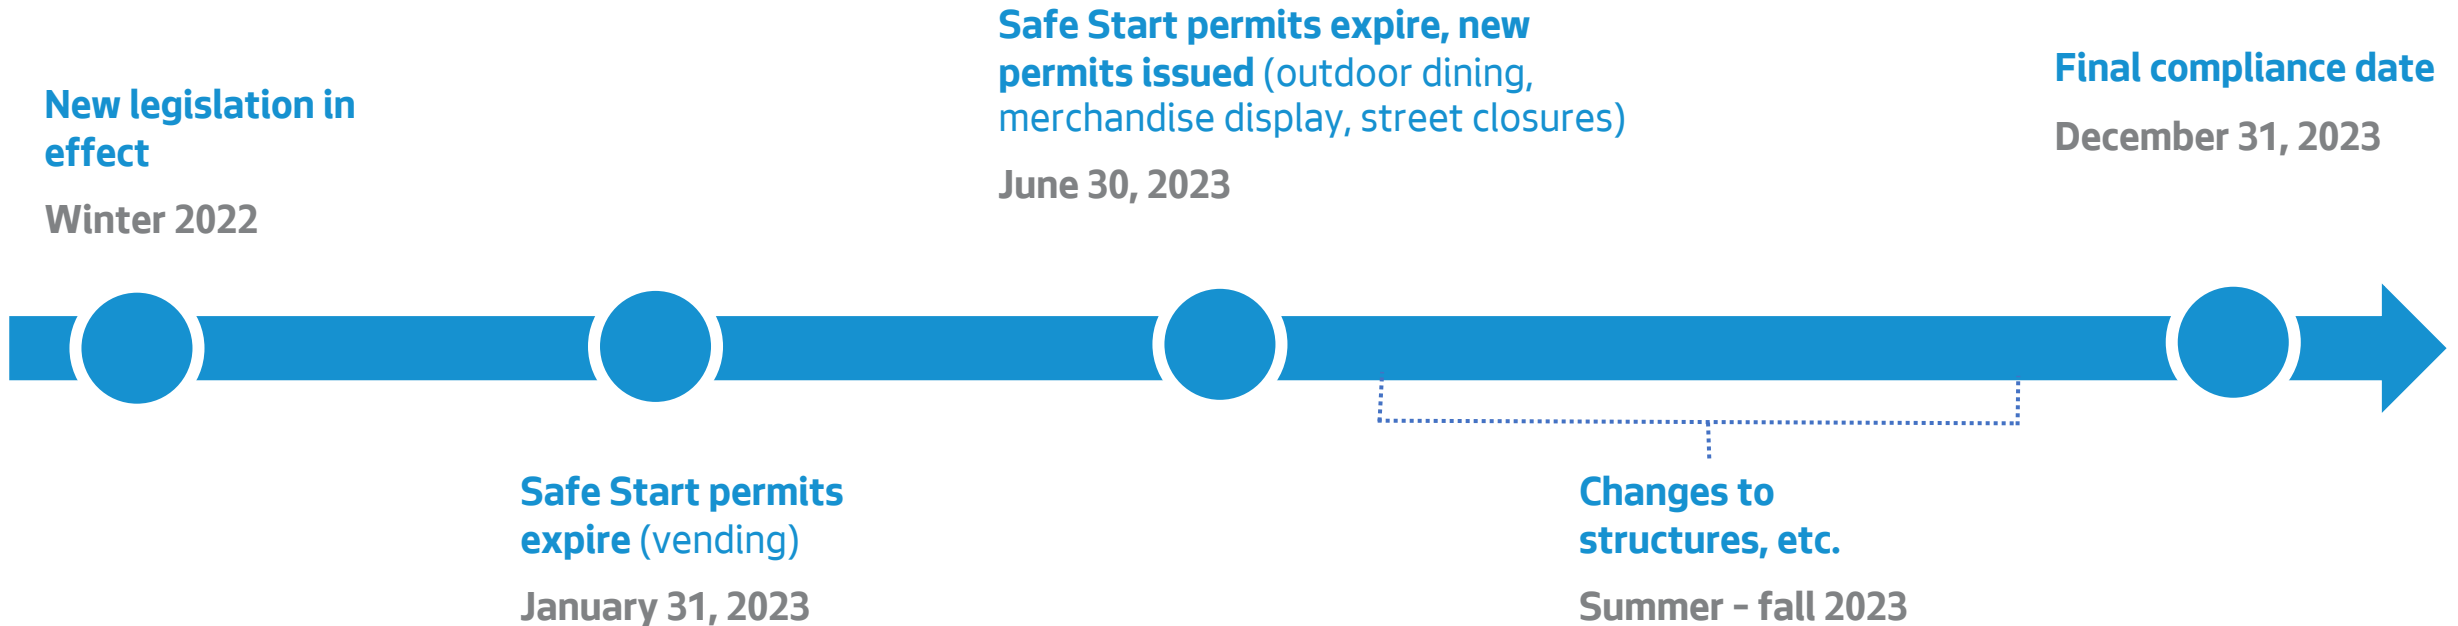 New legislation in
effect
Winter 2022
Safe Start permits
expire (vending)
January 31, 2023
Safe Start permits expire, new
permits issued (outdoor dining,
merchandise display, street closures)
June 30, 2023
Changes to
structures, etc.
Summer – fall 2023
Final compliance date
December 31, 2023